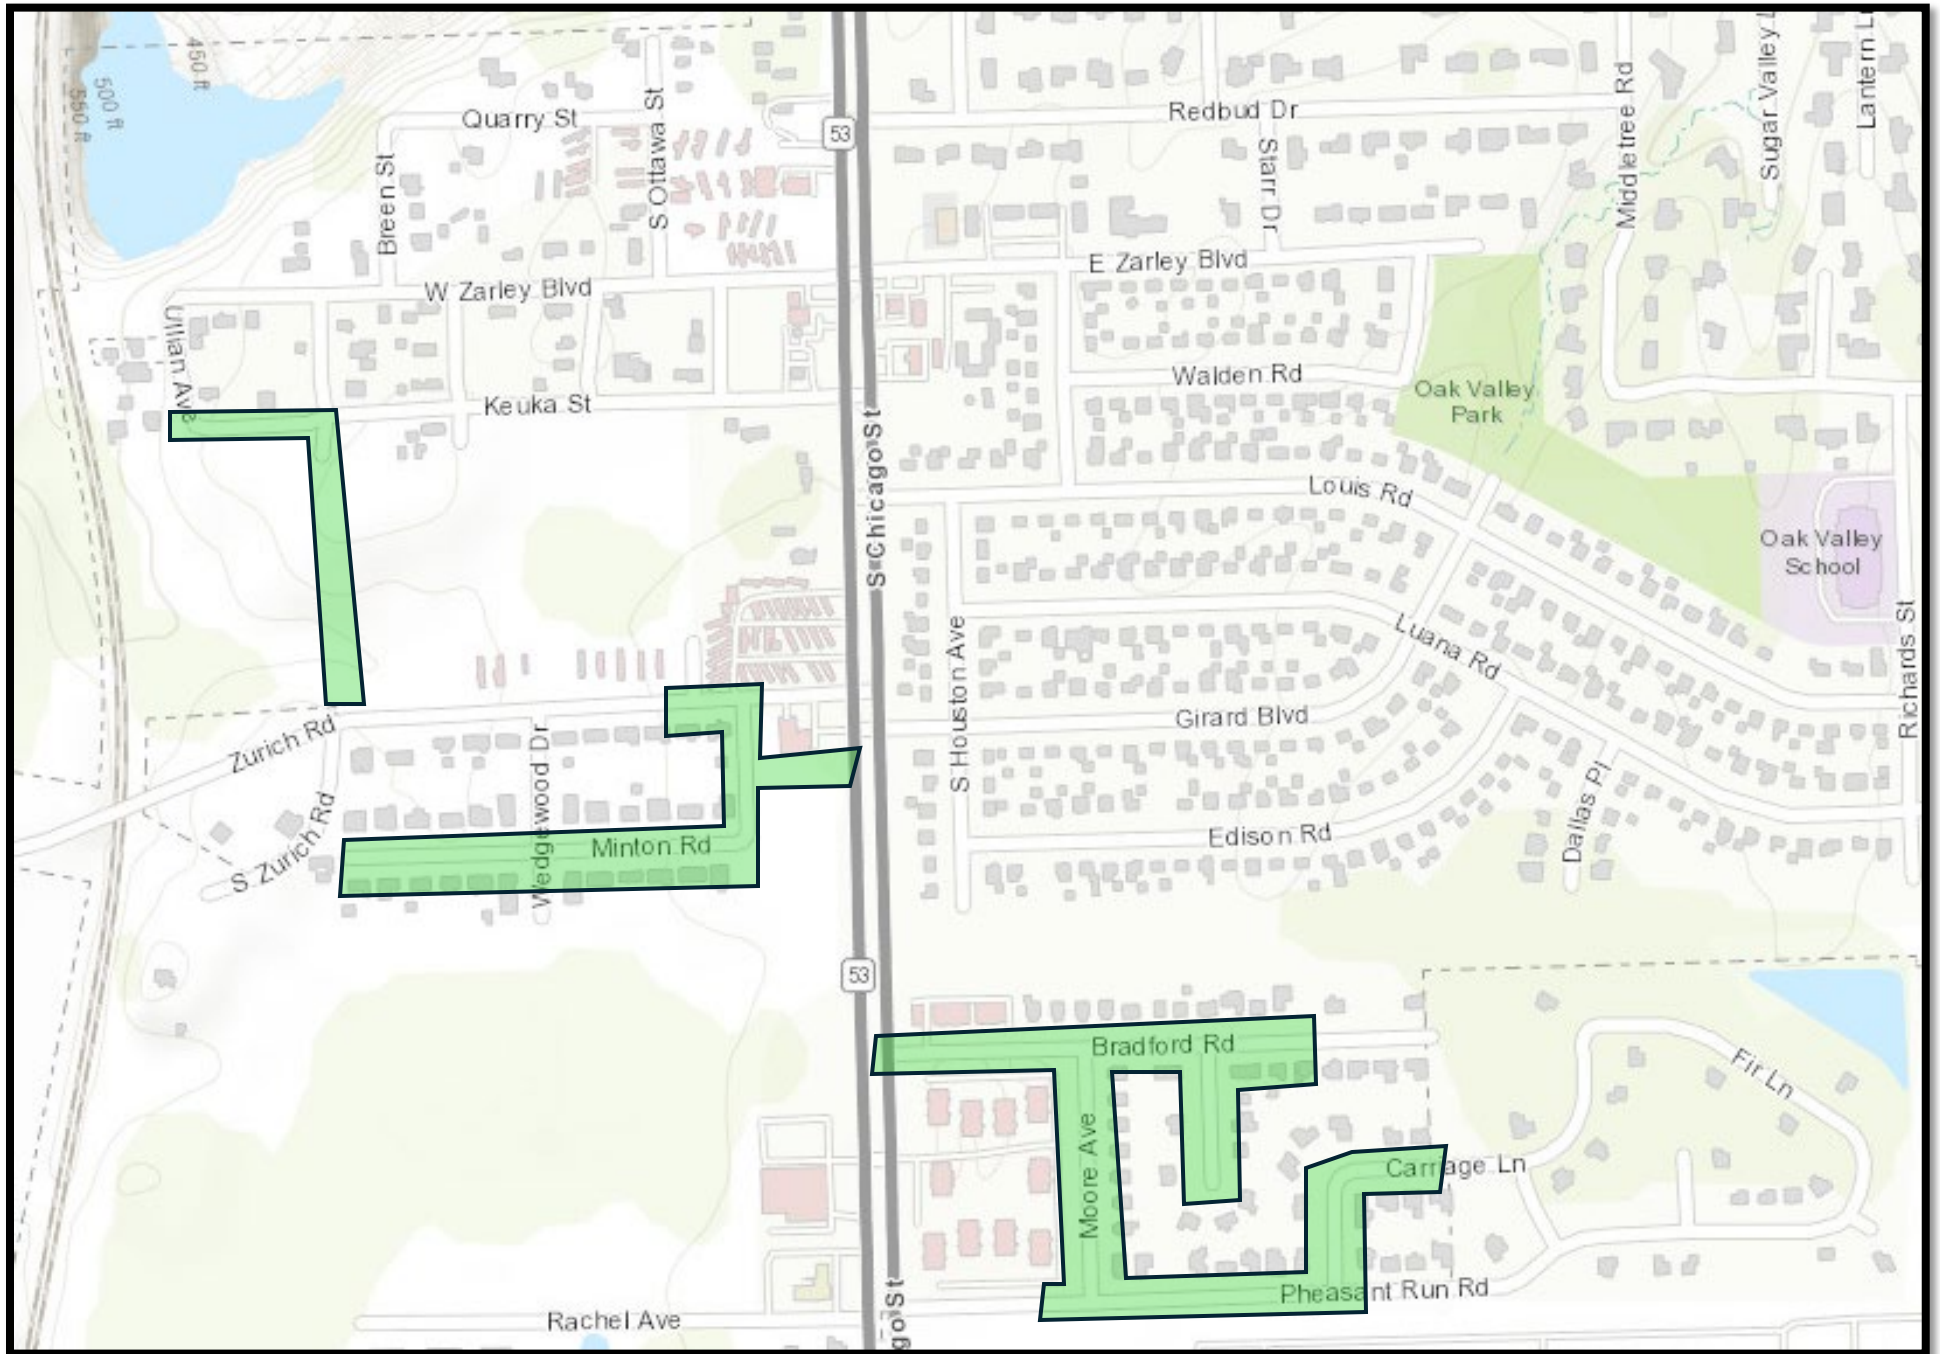 450 ft
500 ft
550 ft
Quarry St
S Ottawa St
53
Redbud Dr
Middletree Rd
Sugar Valley
Lantern
Breen St
Starr Dr
E Zarley Blvd
W Zarley Blvd
Ullian Ave
Walden Rd
Oak Valley
Park
Keuka St
S Chicago St
Louis Rd
Oak Valley
School
S Houston Ave
Luana Rd
Richards St
Zurich Rd
Wedgewood Dr
Girard Blvd
Dallas Pl
S Zurich Rd
Minton Rd
Edison Rd
53
Bradford Rd
Fir Ln
Moore Ave
Carriage Ln
Pheasant Run Rd
Rachel Ave